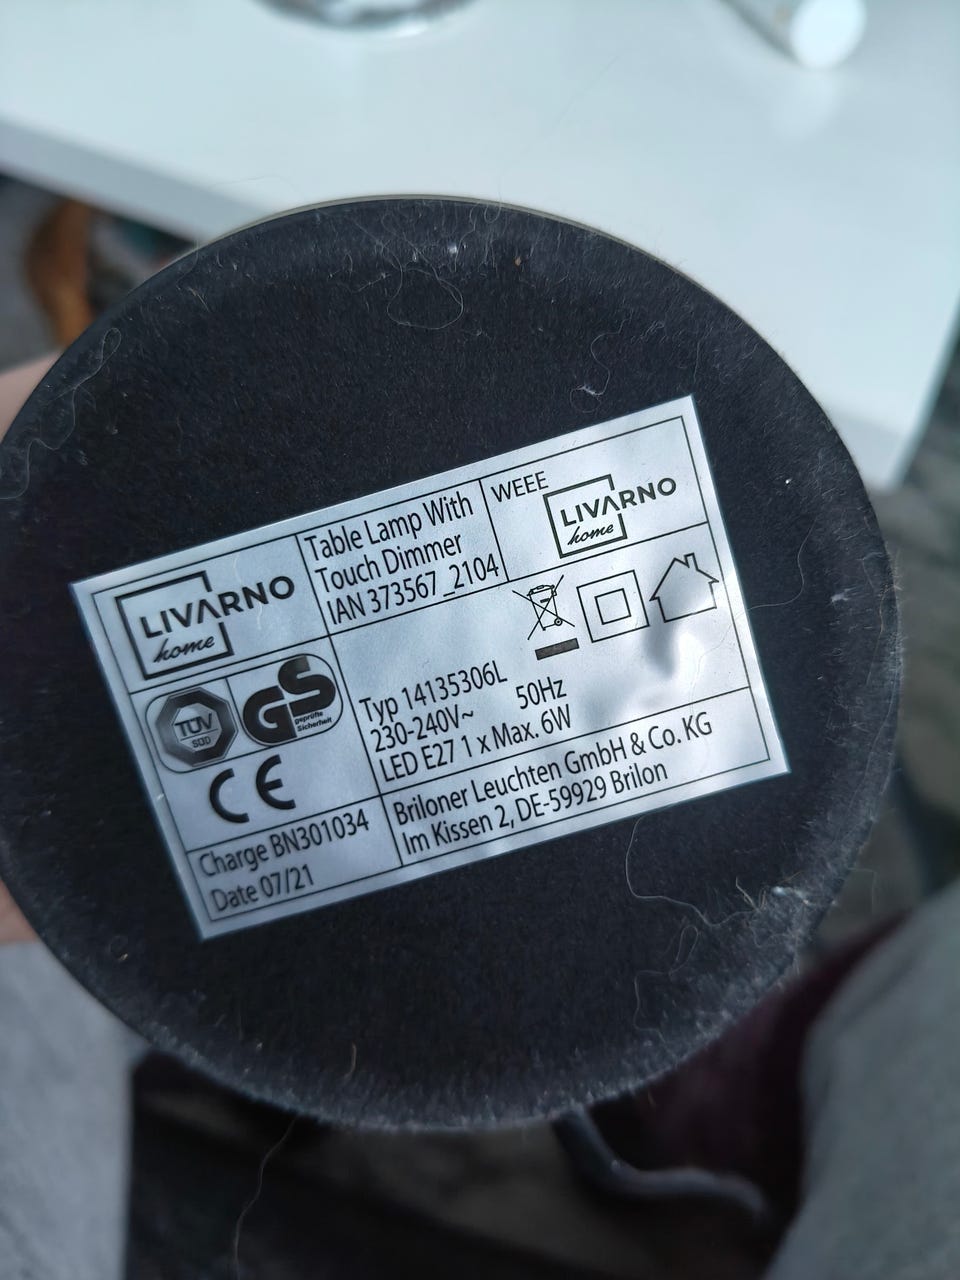 LIVARNO
home
Table Lamp With
Touch Dimmer
IAN 373567_2104
WEEE
LIVARNO
home
TÜV
SÜD
GS
geprüfte
Sicherheit
CE
Typ 14135306L
230-240V~ 50Hz
LED E27 1 x Max. 6W
Charge BN301034
Date 07/21
Briloner Leuchten GmbH & Co. KG
Im Kissen 2, DE-59929 Brilon